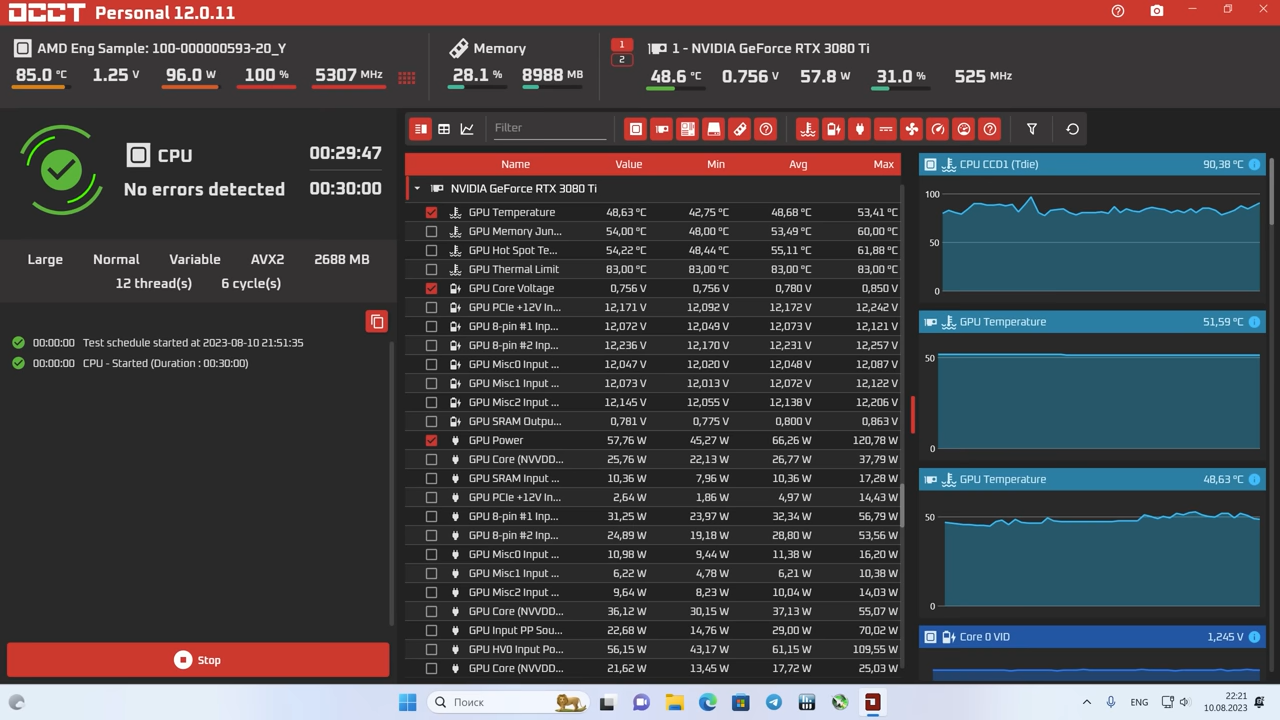 OCCT Personal 12.0.11
AMD Eng Sample: 100-000000593-20_Y
85.0 ºC 1.25 V 96.0 W 100 % 5307 MHz
Memory
28.1 % 8988 MB
1
2
1 - NVIDIA GeForce RTX 3080 Ti
48.6 ºC 0.756 V 57.8 W 31.0 % 525 MHz
CPU
No errors detected
00:29:47
00:30:00
Large Normal Variable AVX2 2688 MB
12 thread(s) 6 cycle(s)
00:00:00 Test schedule started at 2023-08-10 21:51:35
00:00:00 CPU - Started (Duration : 00:30:00)
Stop
Filter
Name Value Min Avg Max
NVIDIA GeForce RTX 3080 Ti
GPU Temperature 48,63 ºC 42,75 ºC 48,68 ºC 53,41 ºC
GPU Memory Jun... 54,00 ºC 48,00 ºC 53,49 ºC 60,00 ºC
GPU Hot Spot Te... 54,22 ºC 48,44 ºC 55,11 ºC 61,88 ºC
GPU Thermal Limit 83,00 ºC 83,00 ºC 83,00 ºC 83,00 ºC
GPU Core Voltage 0,756 V 0,756 V 0,780 V 0,850 V
GPU PCIe +12V In... 12,171 V 12,092 V 12,172 V 12,242 V
GPU 8-pin #1 Inp... 12,072 V 12,049 V 12,073 V 12,121 V
GPU 8-pin #2 Inp... 12,236 V 12,170 V 12,231 V 12,257 V
GPU Misc0 Input ... 12,047 V 12,020 V 12,048 V 12,087 V
GPU Misc1 Input ... 12,073 V 12,013 V 12,072 V 12,122 V
GPU Misc2 Input ... 12,145 V 12,055 V 12,138 V 12,206 V
GPU SRAM Outpu... 0,781 V 0,775 V 0,800 V 0,863 V
GPU Power 57,76 W 45,27 W 66,26 W 120,78 W
GPU Core (NVVDD... 25,76 W 22,13 W 26,77 W 37,79 W
GPU SRAM Input ... 10,36 W 7,96 W 10,36 W 17,28 W
GPU PCIe +12V In... 2,64 W 1,86 W 4,97 W 14,43 W
GPU 8-pin #1 Inp... 31,25 W 23,97 W 32,34 W 56,79 W
GPU 8-pin #2 Inp... 24,89 W 19,18 W 28,80 W 53,56 W
GPU Misc0 Input ... 10,98 W 9,44 W 11,38 W 16,20 W
GPU Misc1 Input ... 6,22 W 4,78 W 6,21 W 10,38 W
GPU Misc2 Input ... 9,64 W 8,23 W 10,04 W 14,03 W
GPU Core (NVVDD... 36,12 W 30,15 W 37,13 W 55,07 W
GPU Input PP Sou... 22,68 W 14,76 W 29,00 W 70,02 W
GPU HV0 Input Po... 56,15 W 43,17 W 61,15 W 109,55 W
GPU Core (NVVDD... 21,62 W 13,45 W 17,72 W 25,03 W
CPU CCD1 (Tdie) 90,38 ºC
100
50
0
GPU Temperature 51,59 ºC
50
0
GPU Temperature 48,63 ºC
50
0
Core 0 VID 1,245 V
Поиск
ENG
22:21
10.08.2023